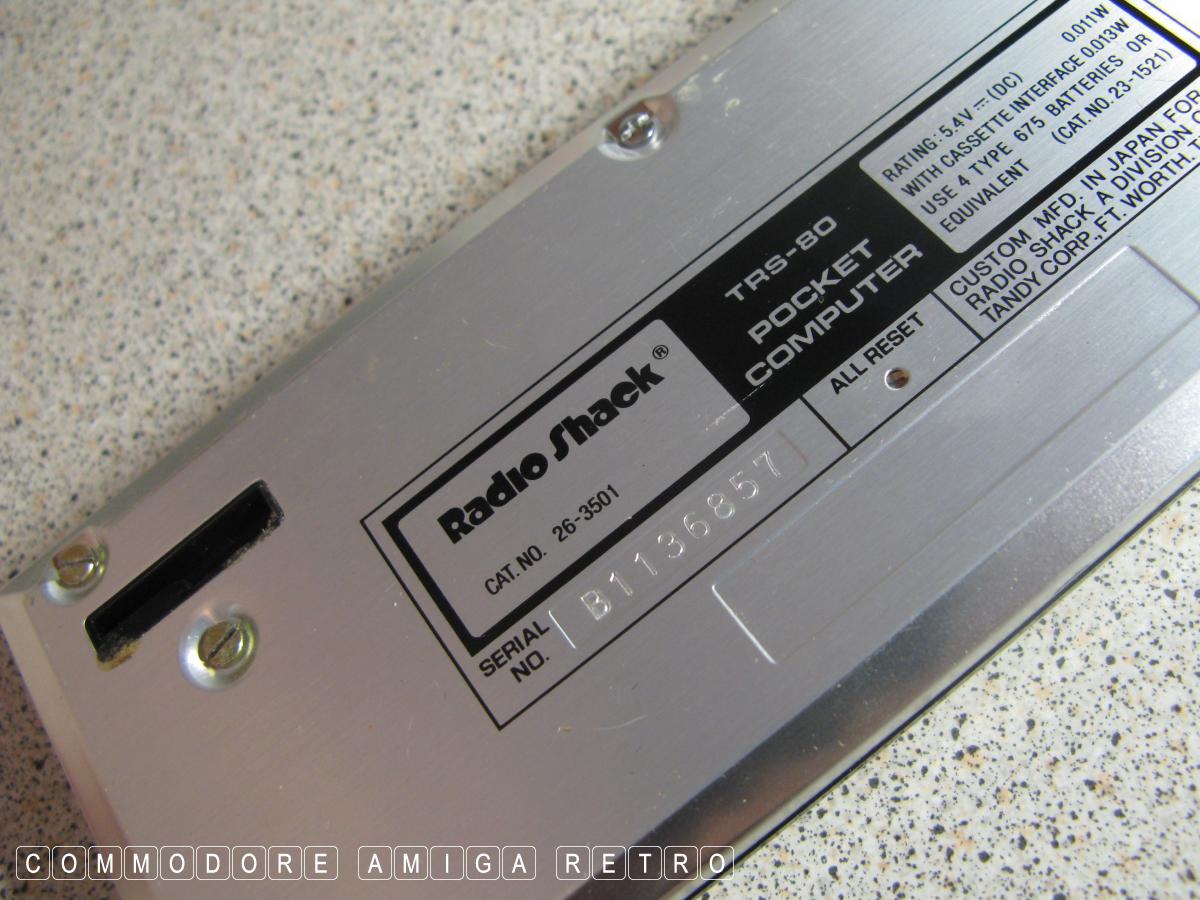 Radio Shack®
CAT. NO. 26-3501
TRS-80
POCKET
COMPUTER
RATING: 5.4V ⎓ (DC) 0.011W
WITH CASSETTE INTERFACE 0.013W
USE 4 TYPE 675 BATTERIES OR
EQUIVALENT (CAT. NO. 23-1521)
SERIAL
NO.
B1136857
ALL RESET
CUSTOM MFD. IN JAPAN FOR
RADIO SHACK A DIVISION
TANDY CORP., FT. WORTH,
COMMODORE AMIGA RETRO